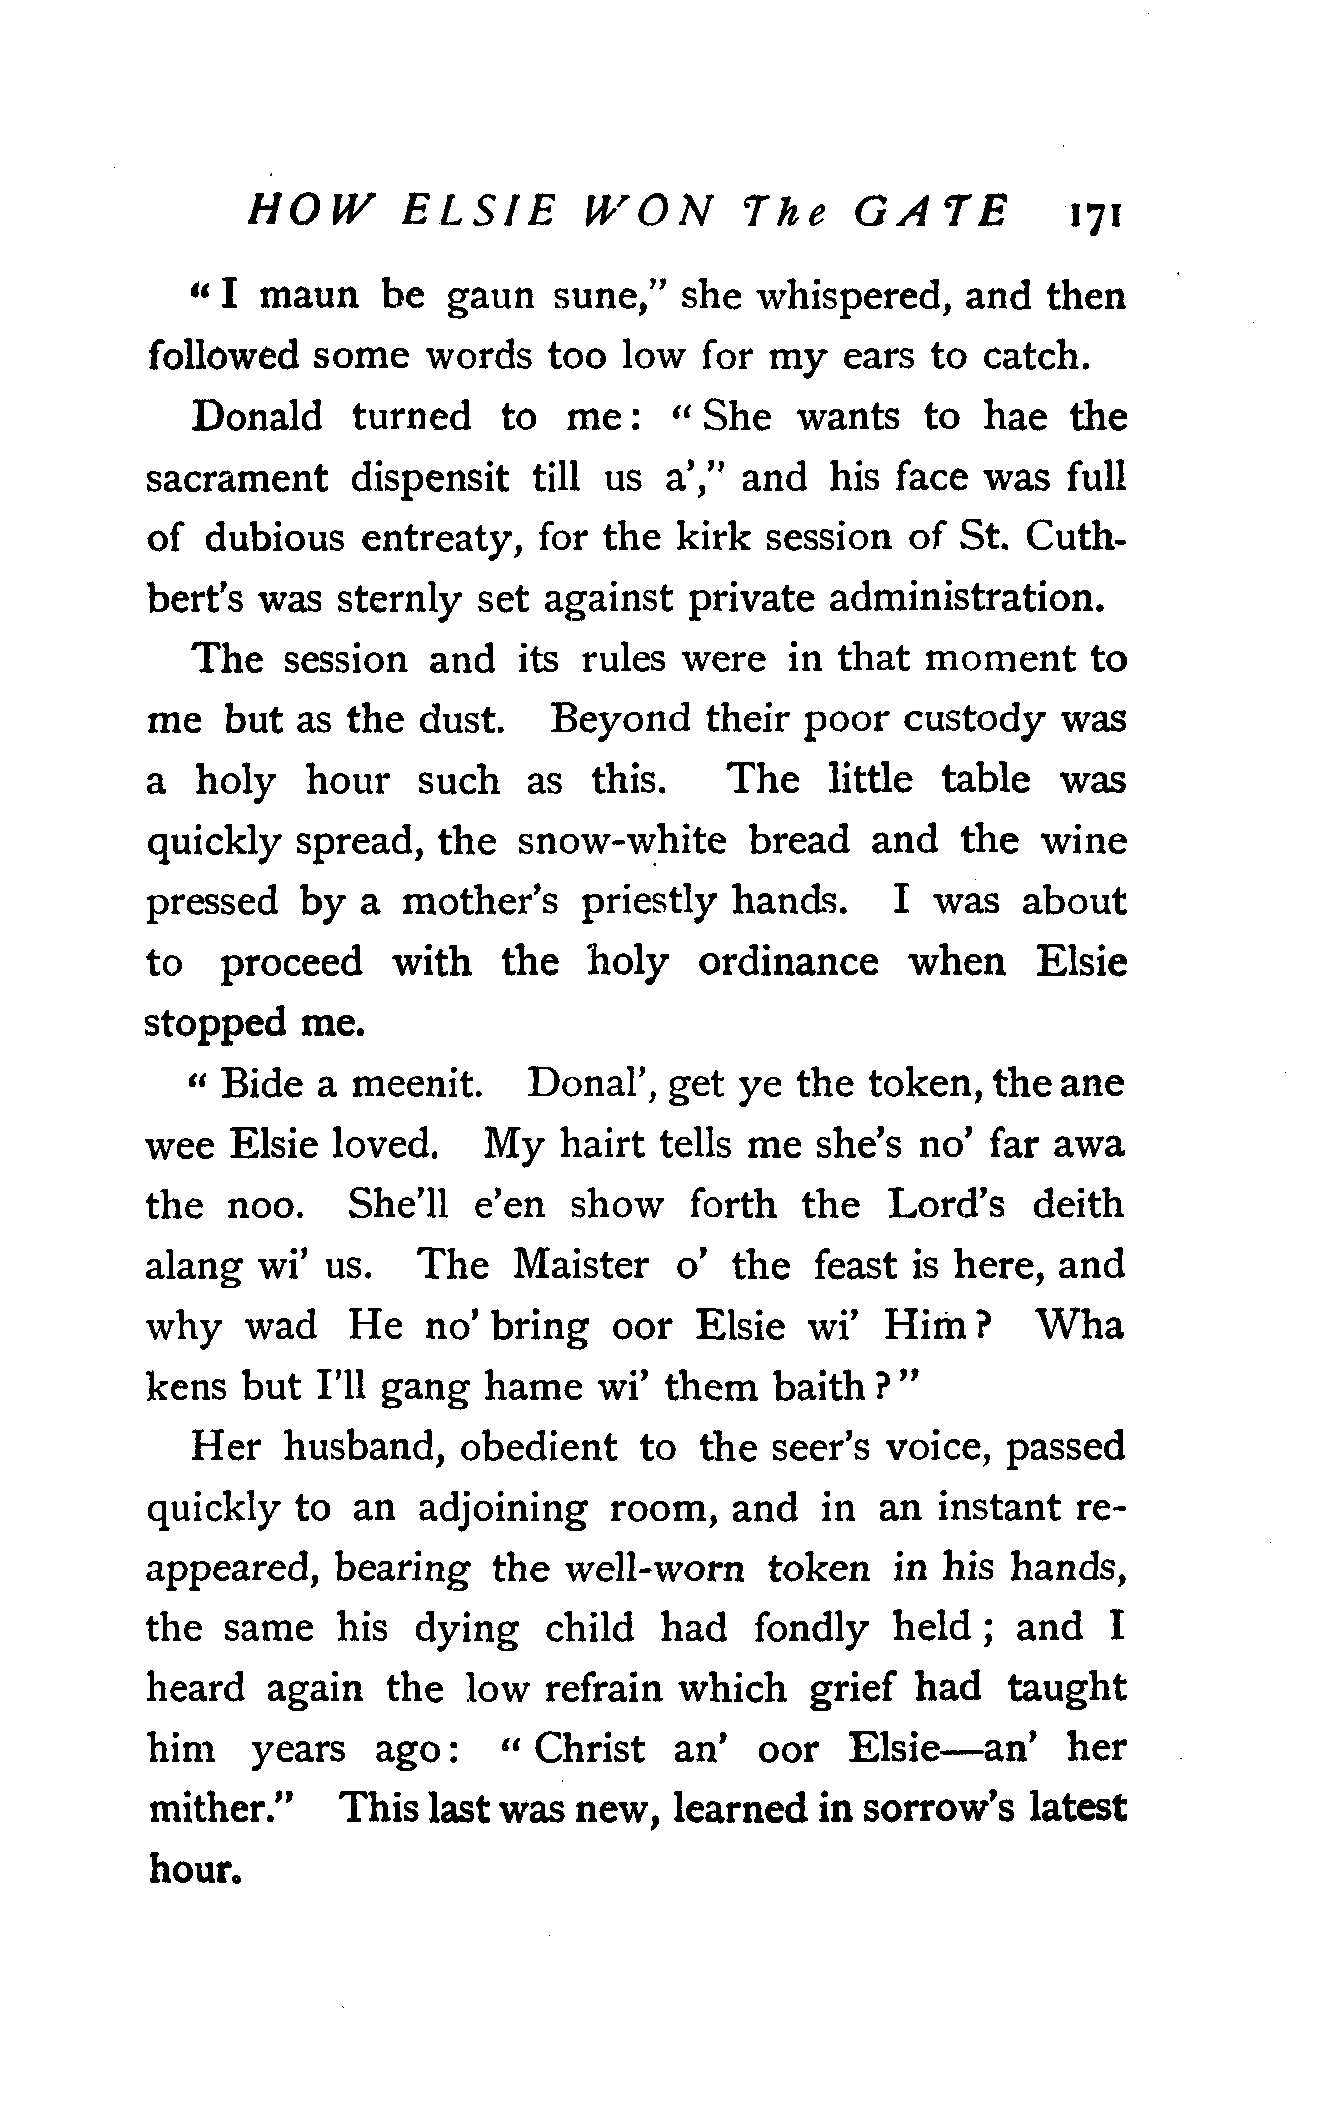 HOW ELSIE WON The GATE 171
“ I maun be gaun sune,” she whispered, and then
followed some words too low for my ears to catch.
Donald turned to me : “ She wants to hae the
sacrament dispensit till us a’,” and his face was full
of dubious entreaty, for the kirk session of St. Cuth-
bert’s was sternly set against private administration.
The session and its rules were in that moment to
me but as the dust. Beyond their poor custody was
a holy hour such as this. The little table was
quickly spread, the snow-white bread and the wine
pressed by a mother’s priestly hands. I was about
to proceed with the holy ordinance when Elsie
stopped me.
“ Bide a meenit. Donal’, get ye the token, the ane
wee Elsie loved. My hairt tells me she’s no’ far awa
the noo. She’ll e’en show forth the Lord’s deith
alang wi’ us. The Maister o’ the feast is here, and
why wad He no’ bring oor Elsie wi’ Him ? Wha
kens but I’ll gang hame wi’ them baith ? ”
Her husband, obedient to the seer’s voice, passed
quickly to an adjoining room, and in an instant re-
appeared, bearing the well-worn token in his hands,
the same his dying child had fondly held ; and I
heard again the low refrain which grief had taught
him years ago : “ Christ an’ oor Elsie—an’ her
mither.” This last was new, learned in sorrow’s latest
hour.